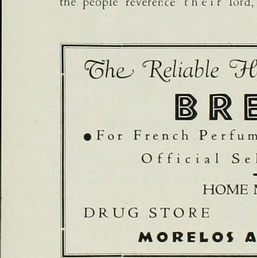 the people reverence their lord,
The Reliable H
BRE
●For French Perfum
Official Sel
HOME
DRUG STORE
MORELOS A